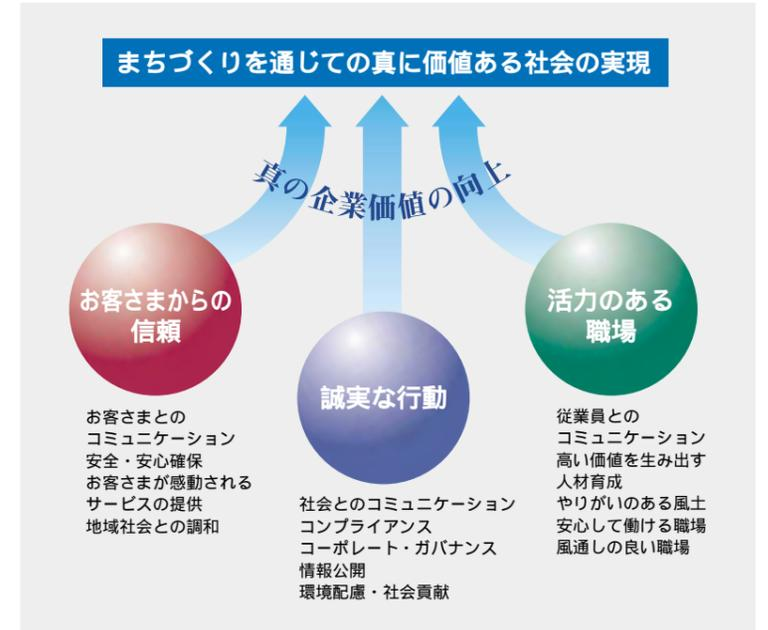 まちづくりを通じての真に価値ある社会の実現
真の企業価値の向上
お客さまからの
信頼
お客さまとの
コミュニケーション
安全・安心確保
お客さまが感動される
サービスの提供
地域社会との調和
誠実な行動
社会とのコミュニケーション
コンプライアンス
コーポレート・ガバナンス
情報公開
環境配慮・社会貢献
活力のある
職場
従業員との
コミュニケーション
高い価値を生み出す
人材育成
やりがいのある風土
安心して働ける職場
風通しの良い職場